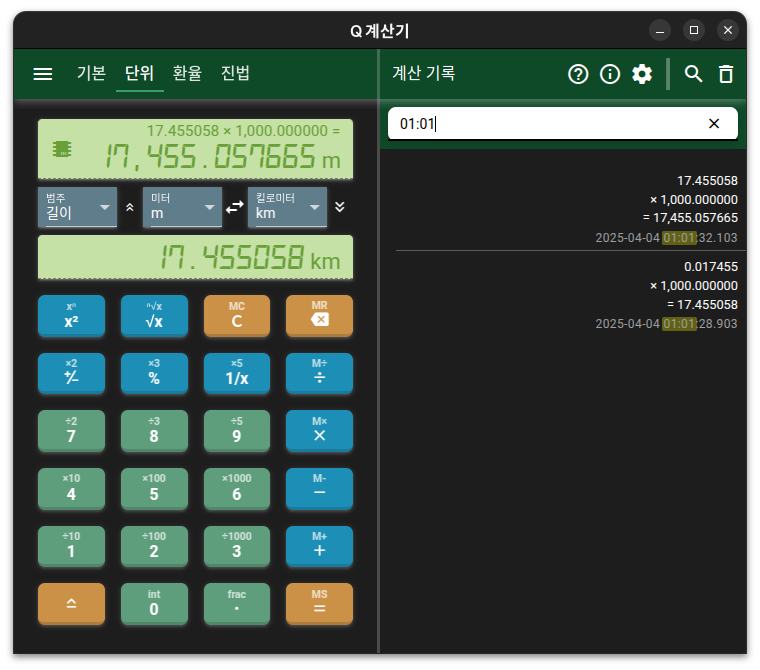 Q 계산기
기본 단위 환율 진법
계산 기록
01:01
17.455058 × 1,000.000000 =
17,455.057665 m
범주
길이
미터
m
킬로미터
km
17.455058 km
xⁿ
x²
ⁿ√x
√x
MC
C
MR
×2
+/−
×3
%
×5
1/x
M÷
÷
÷2
7
÷3
8
÷5
9
M×
×
×10
4
×100
5
×1000
6
M-
−
÷10
1
÷100
2
÷1000
3
M+
+
int
0
frac
·
MS
=
17.455058
× 1,000.000000
= 17,455.057665
2025-04-04 01:01:32.103
0.017455
× 1,000.000000
= 17.455058
2025-04-04 01:01:28.903